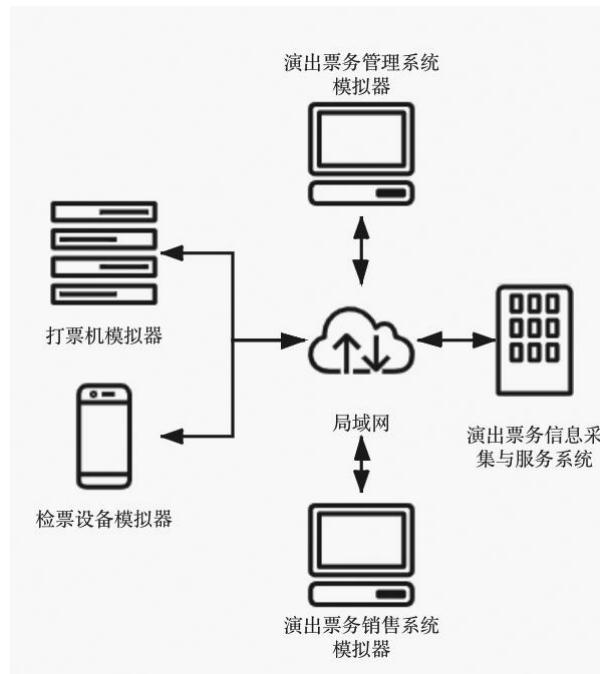 演出票务管理系统
模拟器
打票机模拟器
局域网
演出票务信息采
集与服务系统
检票设备模拟器
演出票务销售系统
模拟器